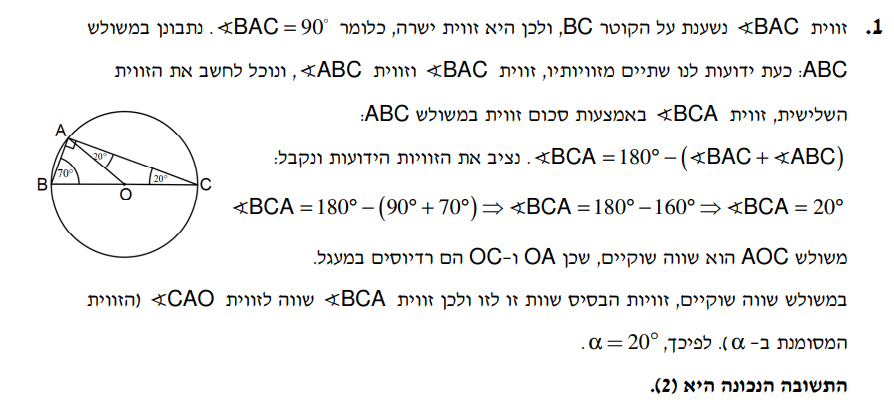 1. זווית ∢BAC נשענת על הקוטר BC, ולכן היא זווית ישרה, כלומר ∢BAC = 90°. נתבונן במשולש
ABC: כעת ידועות לנו שתיים מזוויותיו, זווית ∢BAC וזווית ∢ABC, ונוכל לחשב את הזווית
השלישית, זווית ∢BCA באמצעות סכום זווית במשולש ABC:
∢BCA = 180° − (∢BAC + ∢ABC). נציב את הזוויות הידועות ונקבל:
∢BCA = 180° − (90° + 70°) ⇒ ∢BCA = 180° − 160° ⇒ ∢BCA = 20°
משולש AOC הוא שווה שוקיים, שכן OA ו-OC הם רדיוסים במעגל.
במשולש שווה שוקיים, זוויות הבסיס שוות זו לזו ולכן זווית ∢BCA שווה לזווית ∢CAO (הזווית
המסומנת ב- α). לפיכך, α = 20°.
התשובה הנכונה היא (2).
A
20°
70°
20°
B
O
C